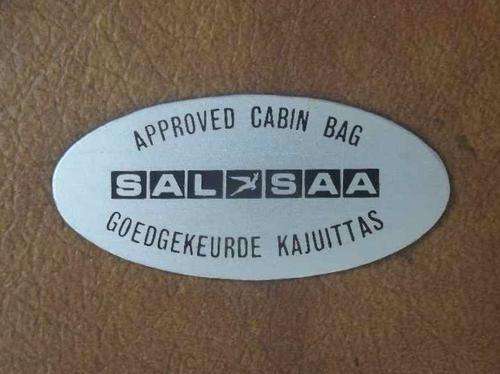 APPROVED CABIN BAG
SAL SAA
GOEDGEKEURDE KAJUITTAS